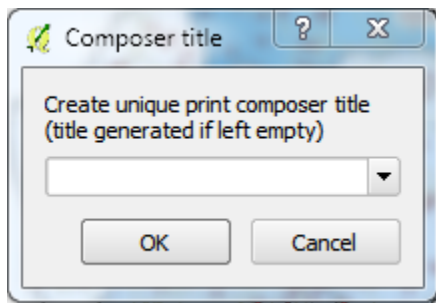 Composer title
Create unique print composer title
(title generated if left empty)
OK Cancel